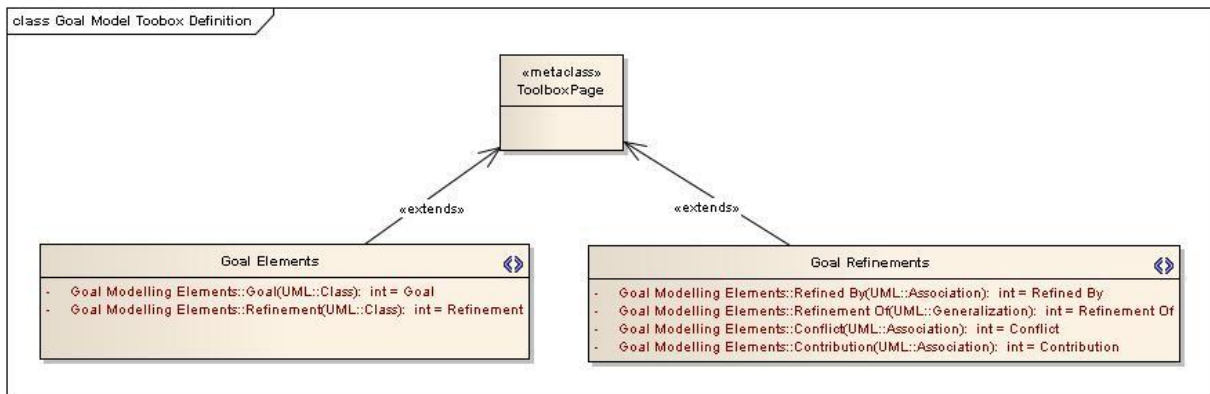 class Goal Model Toobox Definition
«metaclass»
ToolboxPage
«extends»
«extends»
Goal Elements
- Goal Modelling Elements::Goal(UML::Class): int = Goal
- Goal Modelling Elements::Refinement(UML::Class): int = Refinement
Goal Refinements
- Goal Modelling Elements::Refined By(UML::Association): int = Refined By
- Goal Modelling Elements::Refinement Of(UML::Generalization): int = Refinement Of
- Goal Modelling Elements::Conflict(UML::Association): int = Conflict
- Goal Modelling Elements::Contribution(UML::Association): int = Contribution